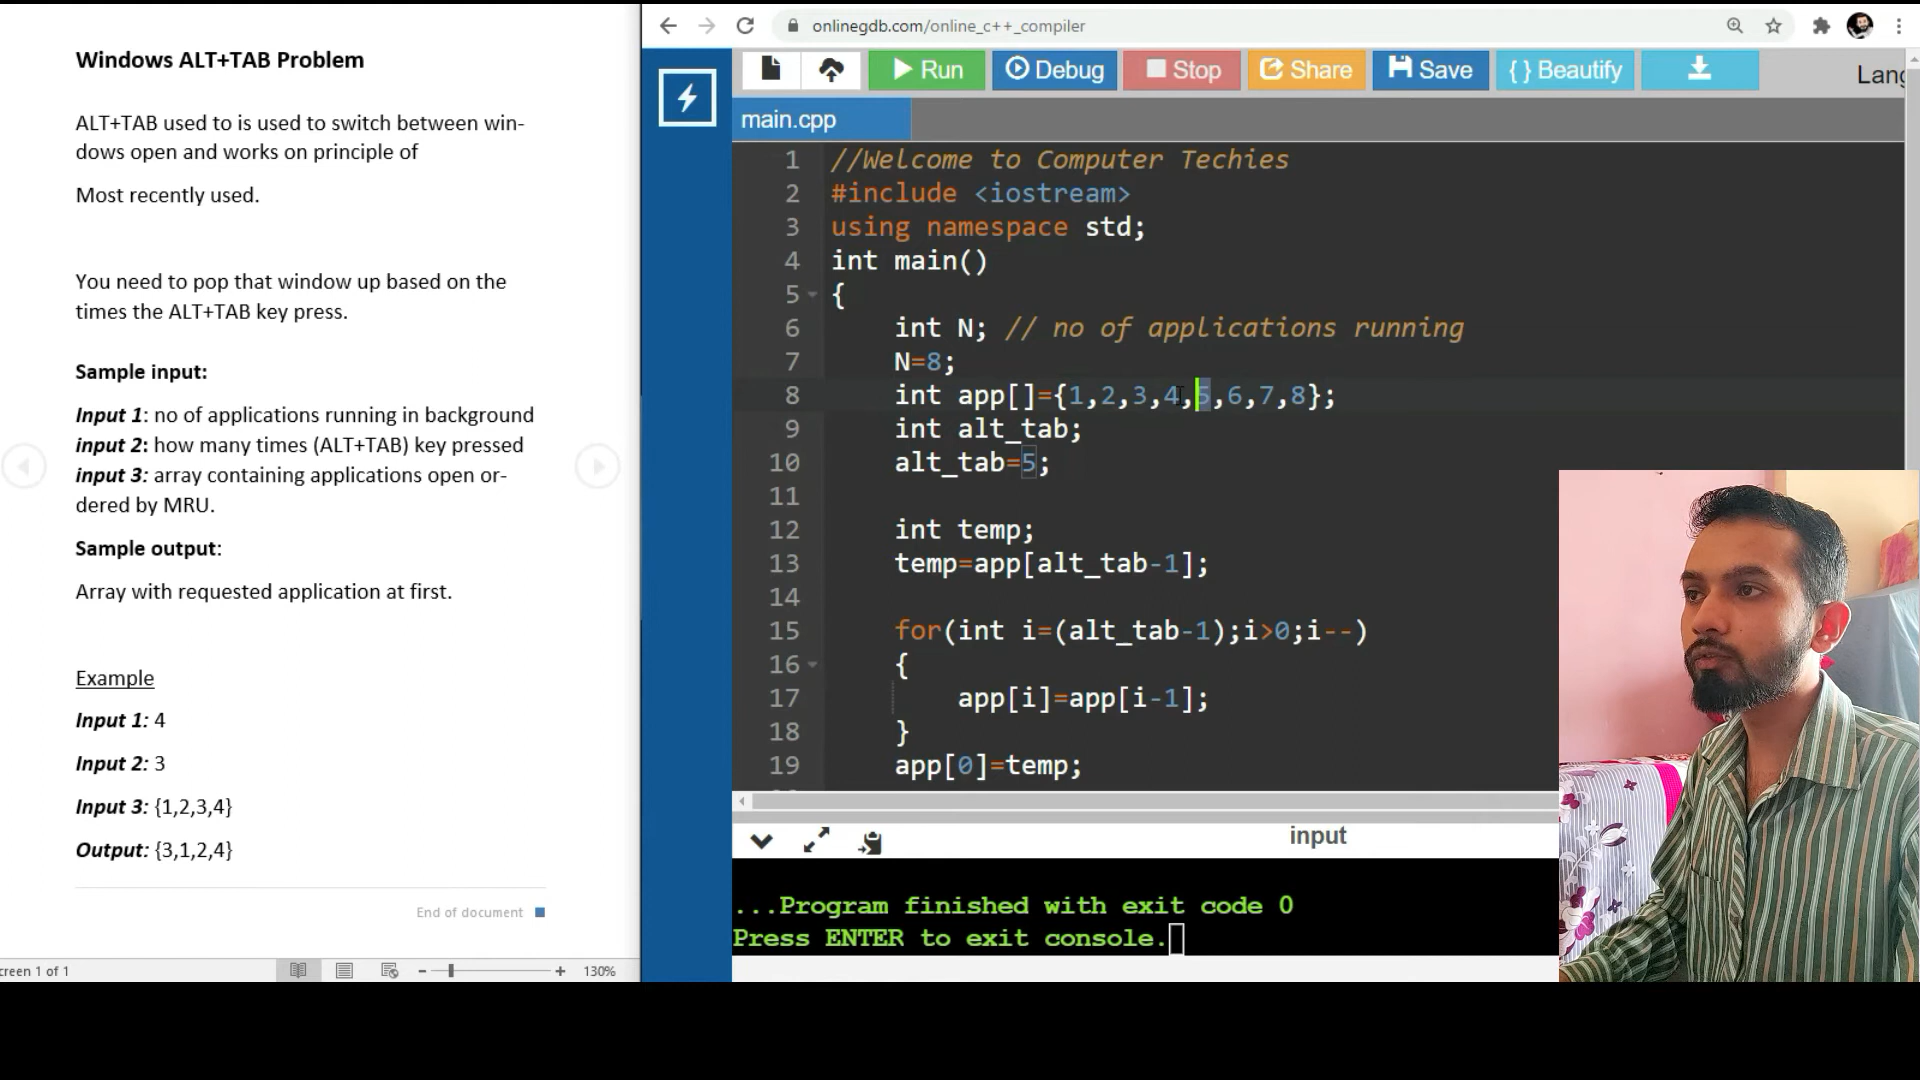 Windows ALT+TAB Problem
ALT+TAB used to is used to switch between win-
dows open and works on principle of
Most recently used.
You need to pop that window up based on the
times the ALT+TAB key press.
Sample input:
Input 1: no of applications running in background
input 2: how many times (ALT+TAB) key pressed
input 3: array containing applications open or-
dered by MRU.
Sample output:
Array with requested application at first.
Example
Input 1: 4
Input 2: 3
Input 3: {1,2,3,4}
Output: {3,1,2,4}
End of document
creen 1 of 1
130%
onlinegdb.com/online_c++_compiler
Run Debug Stop Share Save {} Beautify Lang
main.cpp
1 //Welcome to Computer Techies
2 #include <iostream>
3 using namespace std;
4 int main()
5 {
6 int N; // no of applications running
7 N=8;
8 int app[]={1,2,3,4,5,6,7,8};
9 int alt_tab;
10 alt_tab=5;
11
12 int temp;
13 temp=app[alt_tab-1];
14
15 for(int i=(alt_tab-1);i>0;i--)
16 {
17 app[i]=app[i-1];
18 }
19 app[0]=temp;
input
...Program finished with exit code 0
Press ENTER to exit console.